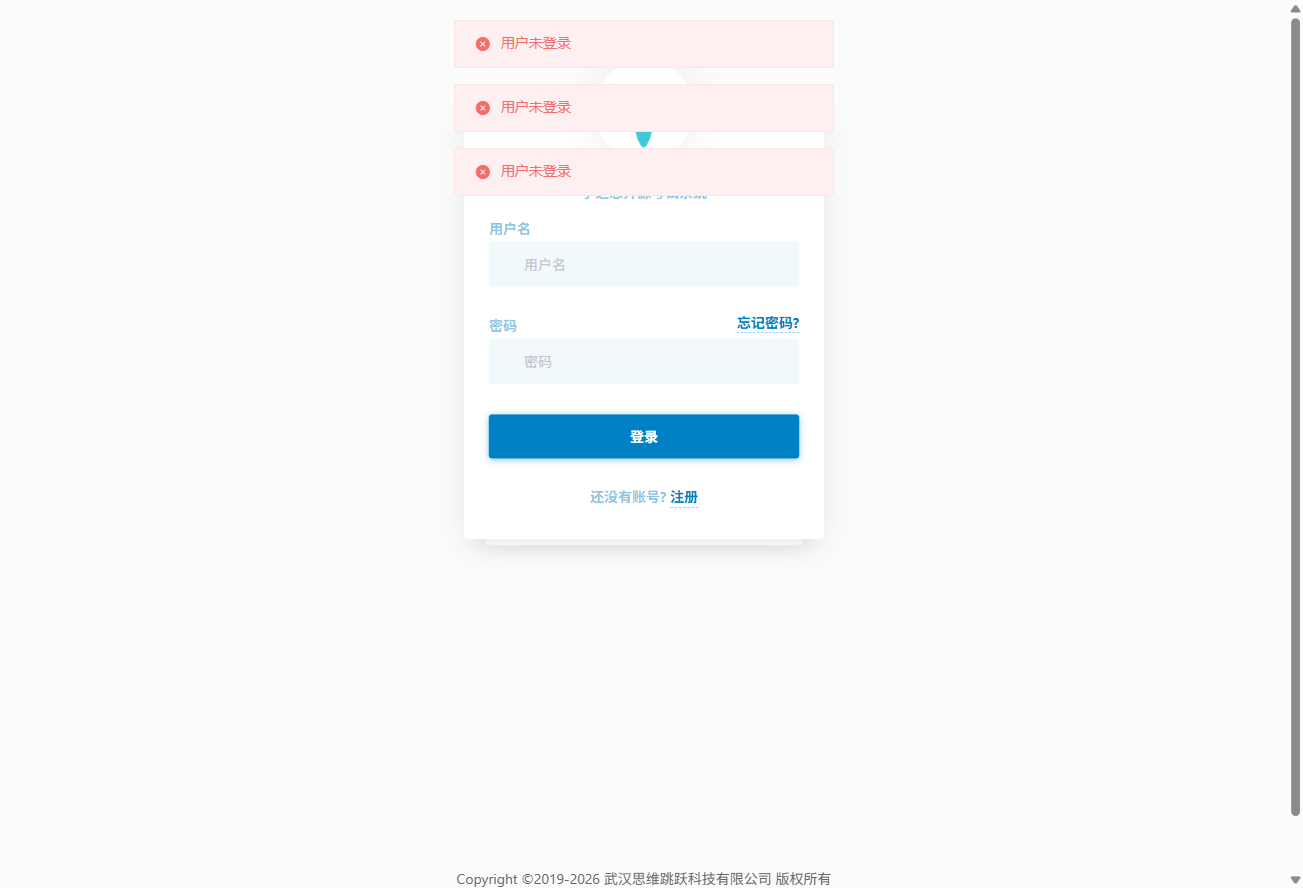 用户未登录
用户未登录
用户未登录
用户名
用户名
密码
忘记密码?
密码
登录
还没有账号? 注册
Copyright ©2019-2026 武汉思维跳跃科技有限公司 版权所有